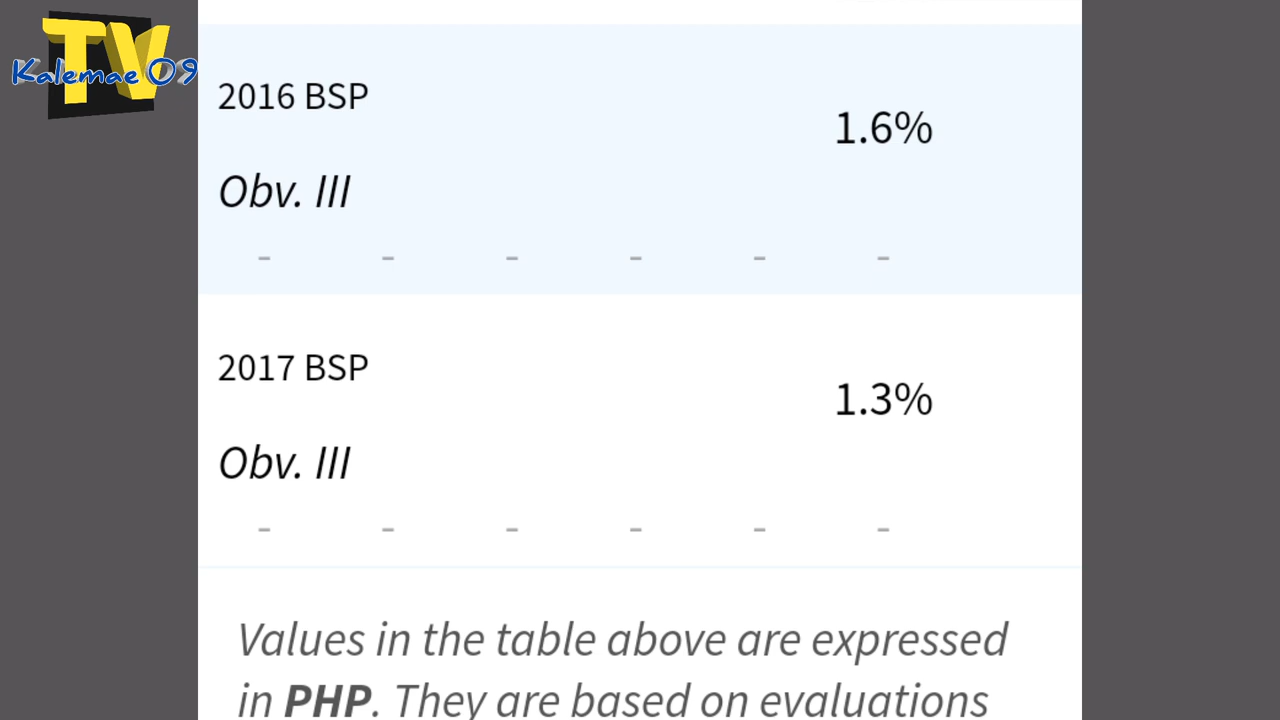 TV
Kalemae 09
2016 BSP
1.6%
Obv. III
- - - - - -
2017 BSP
1.3%
Obv. III
- - - - - -
Values in the table above are expressed
in PHP. They are based on evaluations